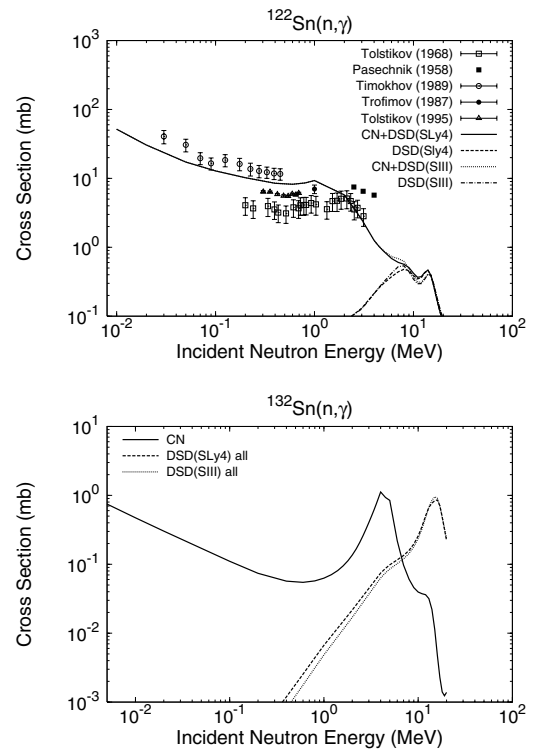 ¹²²Sn(n,γ)
10³
10²
10¹
10⁰
10⁻¹
Cross Section (mb)
Tolstikov (1968)
Pasechnik (1958)
Timokhov (1989)
Trofimov (1987)
Tolstikov (1995)
CN+DSD(SLy4)
DSD(Sly4)
CN+DSD(SIII)
DSD(SIII)
10⁻² 10⁻¹ 10⁰ 10¹ 10²
Incident Neutron Energy (MeV)
¹³²Sn(n,γ)
10¹
10⁰
10⁻¹
10⁻²
10⁻³
Cross Section (mb)
CN
DSD(SLy4) all
DSD(SIII) all
10⁻² 10⁻¹ 10⁰ 10¹ 10²
Incident Neutron Energy (MeV)